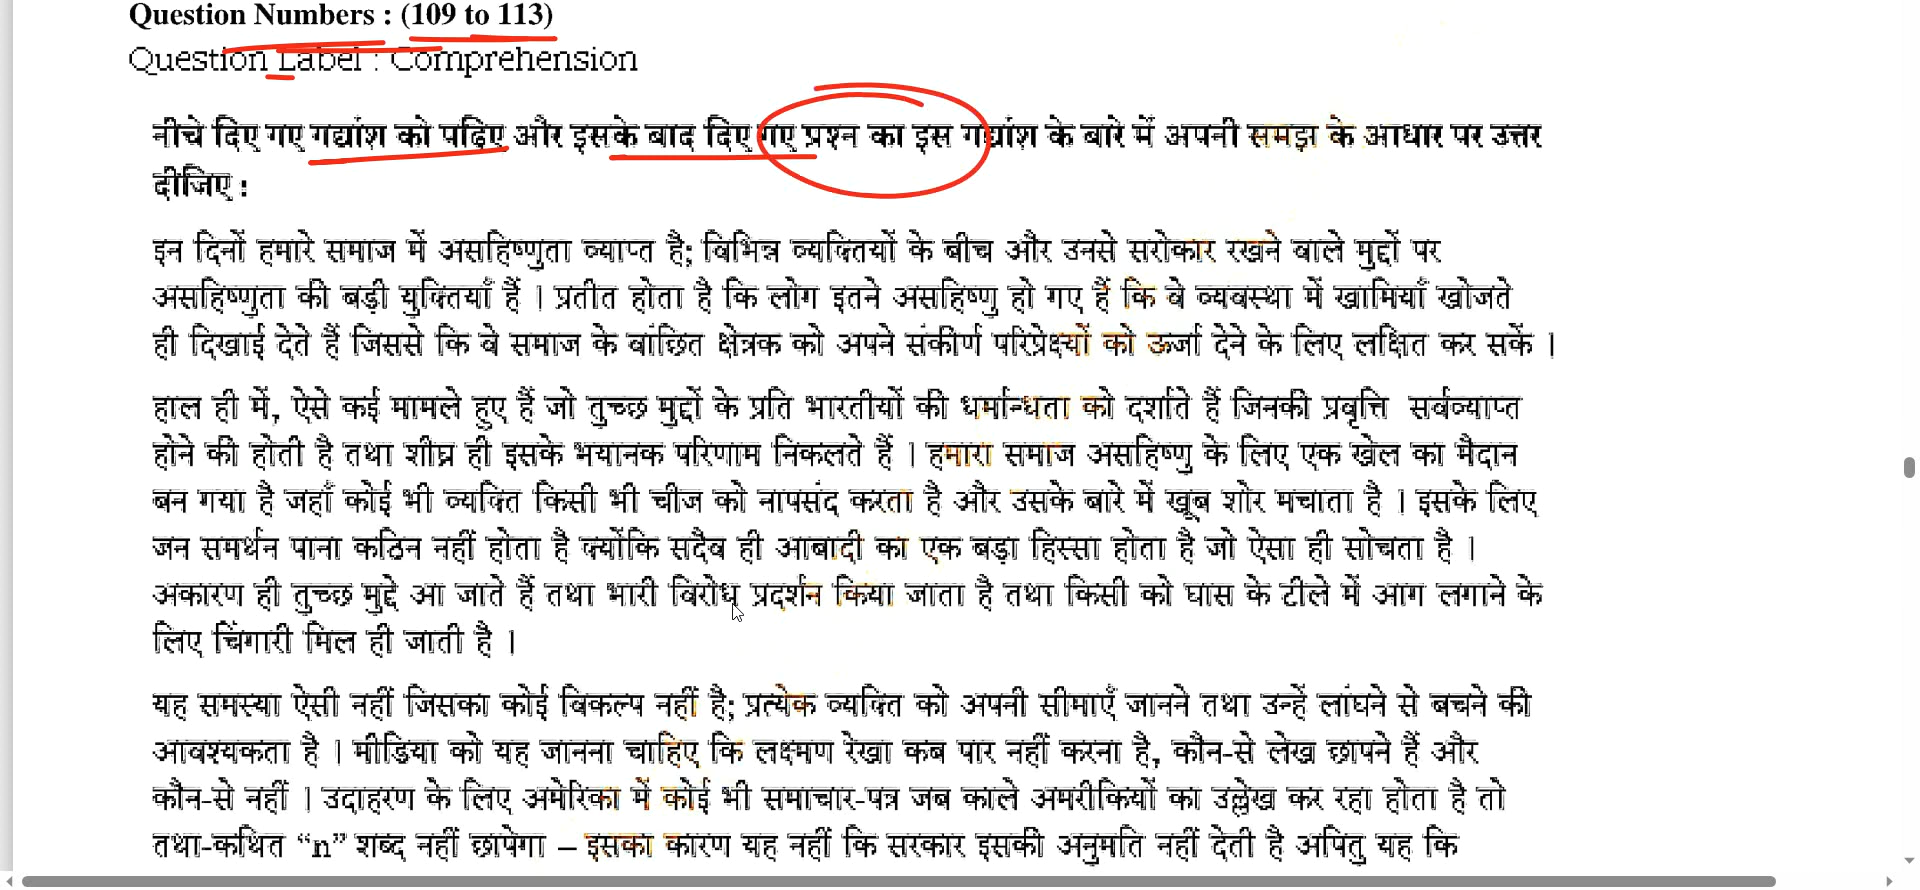 Question Numbers : (109 to 113)
Question Label : Comprehension
नीचे दिए गए गद्यांश को पढ़िए और इसके बाद दिए गए प्रश्न का इस गद्यांश के बारे में अपनी समझ के आधार पर उत्तर
दीजिए :
इन दिनों हमारे समाज में असहिष्णुता व्याप्त है; विभिन्न व्यक्तियों के बीच और उनसे सरोकार रखने वाले मुद्दों पर
असहिष्णुता की बड़ी युक्तियाँ हैं । प्रतीत होता है कि लोग इतने असहिष्णु हो गए हैं कि वे व्यवस्था में खामियाँ खोजते
ही दिखाई देते हैं जिससे कि वे समाज के वांछित क्षेत्रक को अपने संकीर्ण परिप्रेक्ष्यों को ऊर्जा देने के लिए लक्षित कर सकें ।
हाल ही में, ऐसे कई मामले हुए हैं जो तुच्छ मुद्दों के प्रति भारतीयों की धर्मान्धता को दर्शाते हैं जिनकी प्रवृत्ति सर्वव्याप्त
होने की होती है तथा शीघ्र ही इसके भयानक परिणाम निकलते हैं । हमारा समाज असहिष्णु के लिए एक खेल का मैदान
बन गया है जहाँ कोई भी व्यक्ति किसी भी चीज को नापसंद करता है और उसके बारे में खूब शोर मचाता है । इसके लिए
जन समर्थन पाना कठिन नहीं होता है क्योंकि सदैव ही आबादी का एक बड़ा हिस्सा होता है जो ऐसा ही सोचता है ।
अकारण ही तुच्छ मुद्दे आ जाते हैं तथा भारी विरोध प्रदर्शन किया जाता है तथा किसी को घास के टीले में आग लगाने के
लिए चिंगारी मिल ही जाती है ।
यह समस्या ऐसी नहीं जिसका कोई विकल्प नहीं है; प्रत्येक व्यक्ति को अपनी सीमाएँ जानने तथा उन्हें लांघने से बचने की
आवश्यकता है । मीडिया को यह जानना चाहिए कि लक्ष्मण रेखा कब पार नहीं करना है, कौन-से लेख छापने हैं और
कौन-से नहीं । उदाहरण के लिए अमेरिका में कोई भी समाचार-पत्र जब काले अमरीकियों का उल्लेख कर रहा होता है तो
तथा-कथित “n” शब्द नहीं छापेगा – इसका कारण यह नहीं कि सरकार इसकी अनुमति नहीं देती है अपितु यह कि